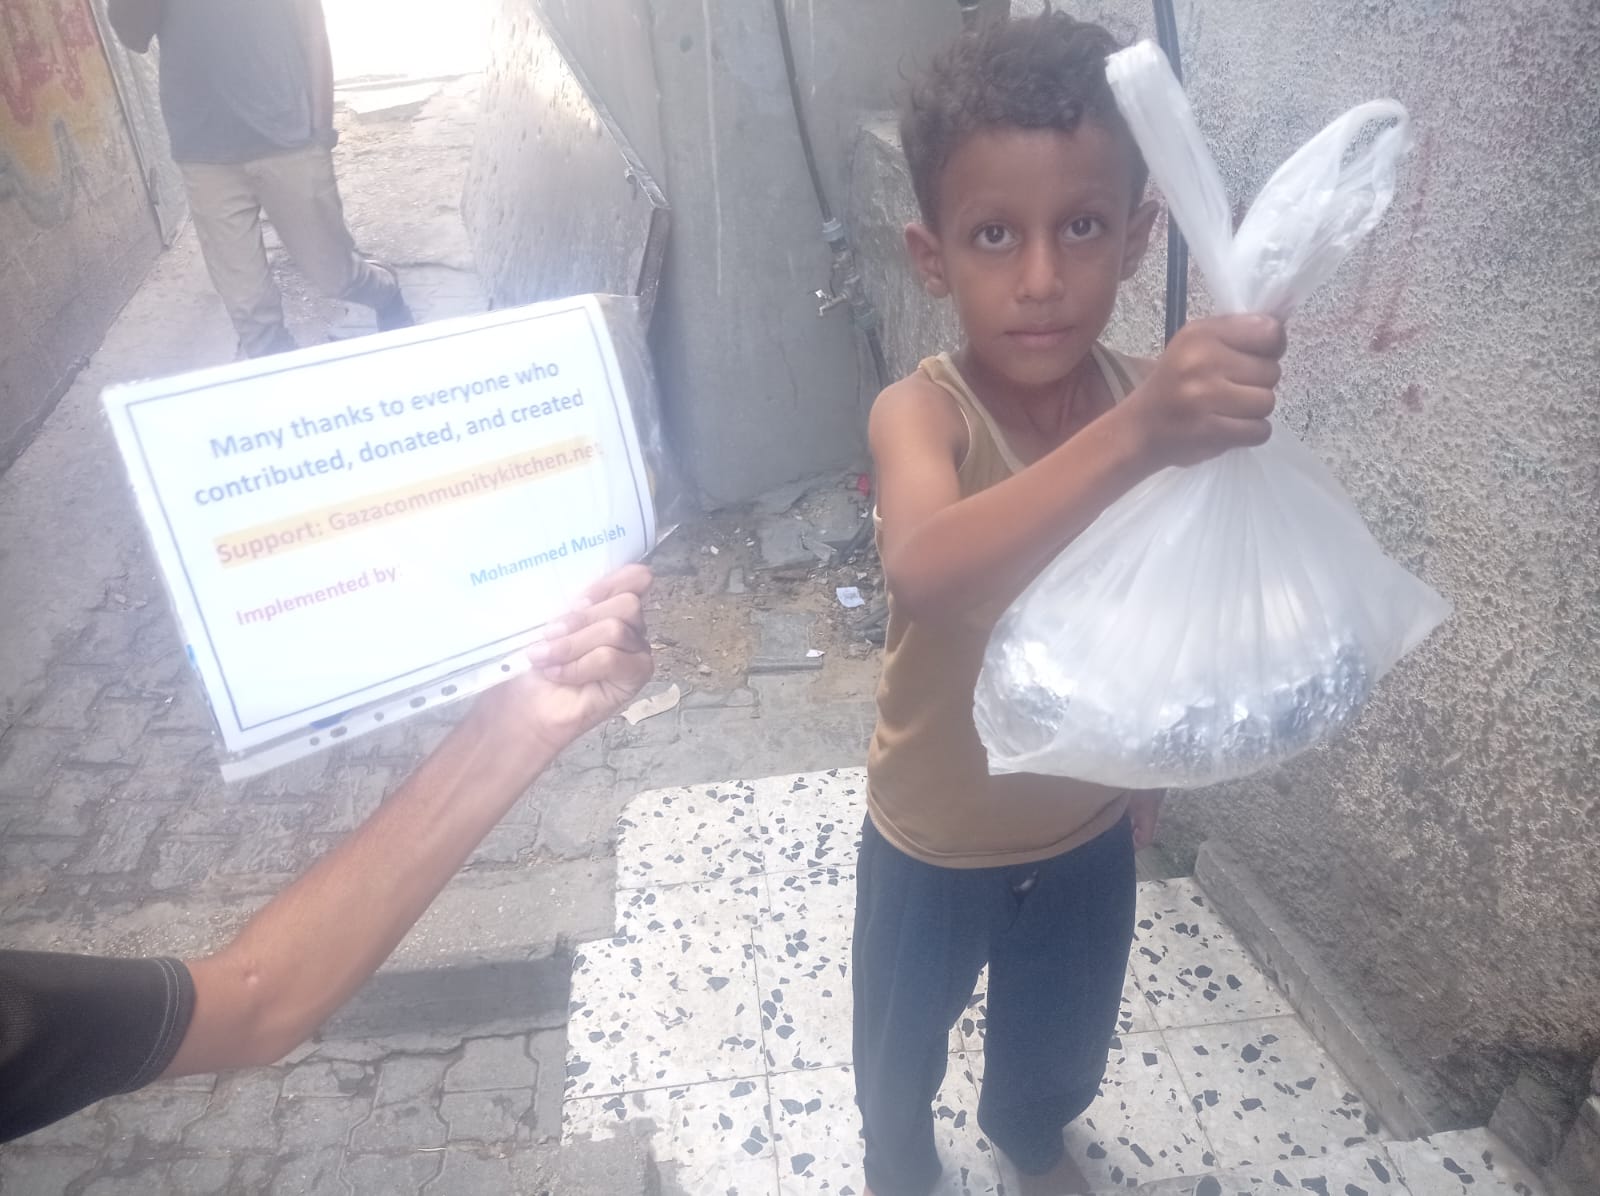 Many thanks to everyone who
contributed, donated, and created
Support: Gazacommunitykitchen.net
Implemented by:
Mohammed Musleh